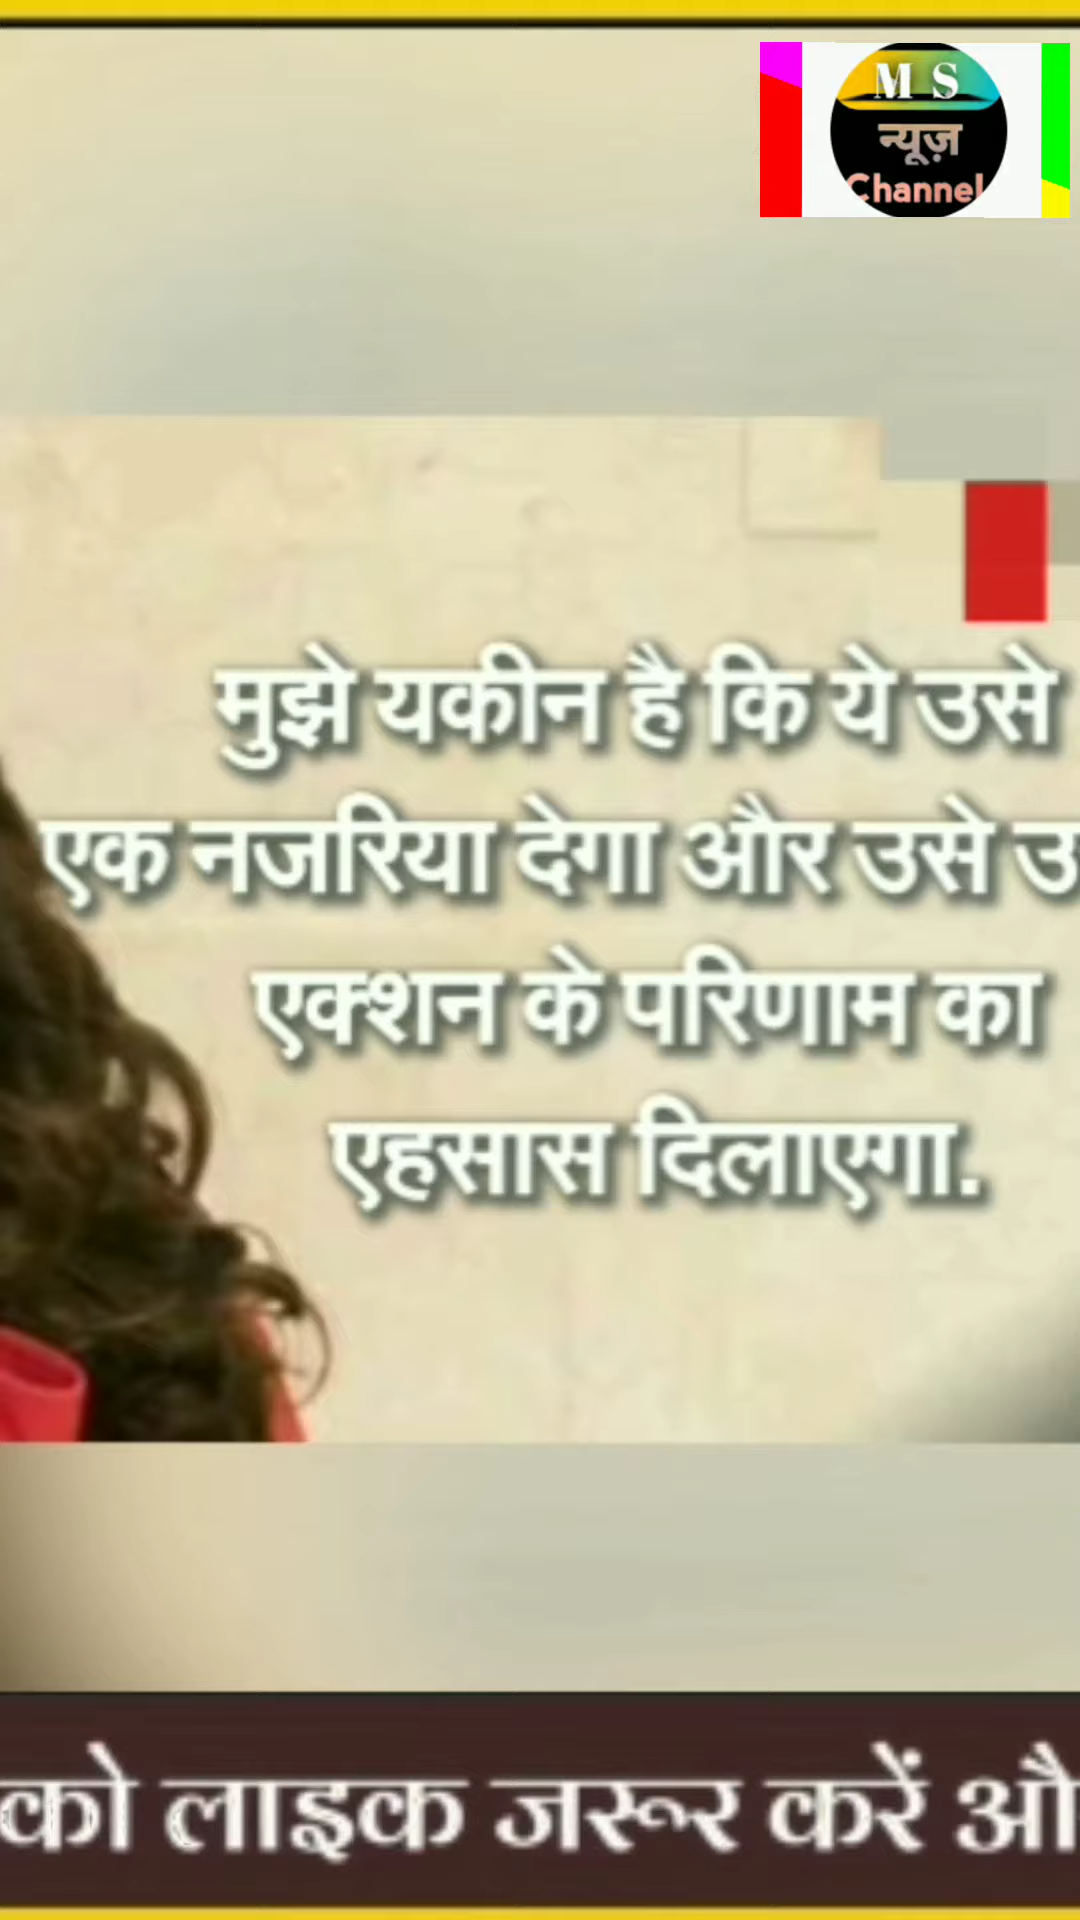 M S
न्यूज़
Channel
मुझे यकीन है कि ये उसे
एक नजरिया देगा और उसे
एक्शन के परिणाम का
एहसास दिलाएगा.
को लाइक जरूर करें